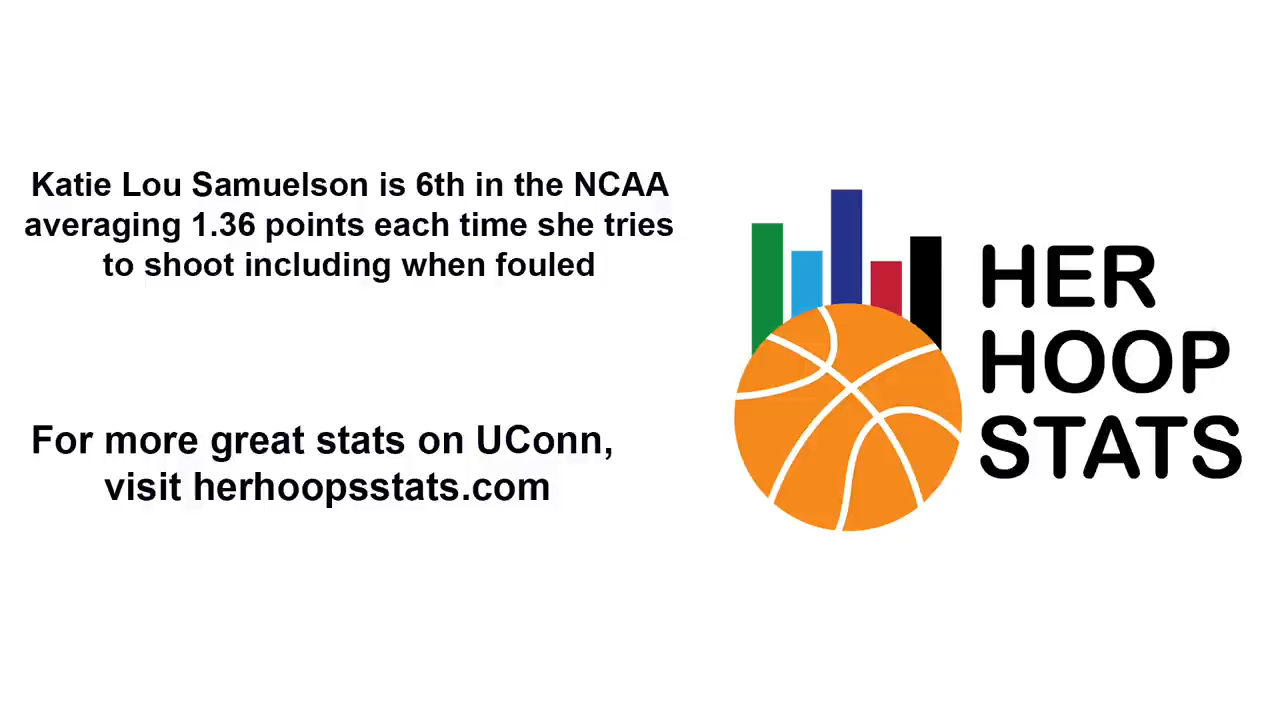 Katie Lou Samuelson is 6th in the NCAA
averaging 1.36 points each time she tries
to shoot including when fouled
For more great stats on UConn,
visit herhoopsstats.com
HER
HOOP
STATS